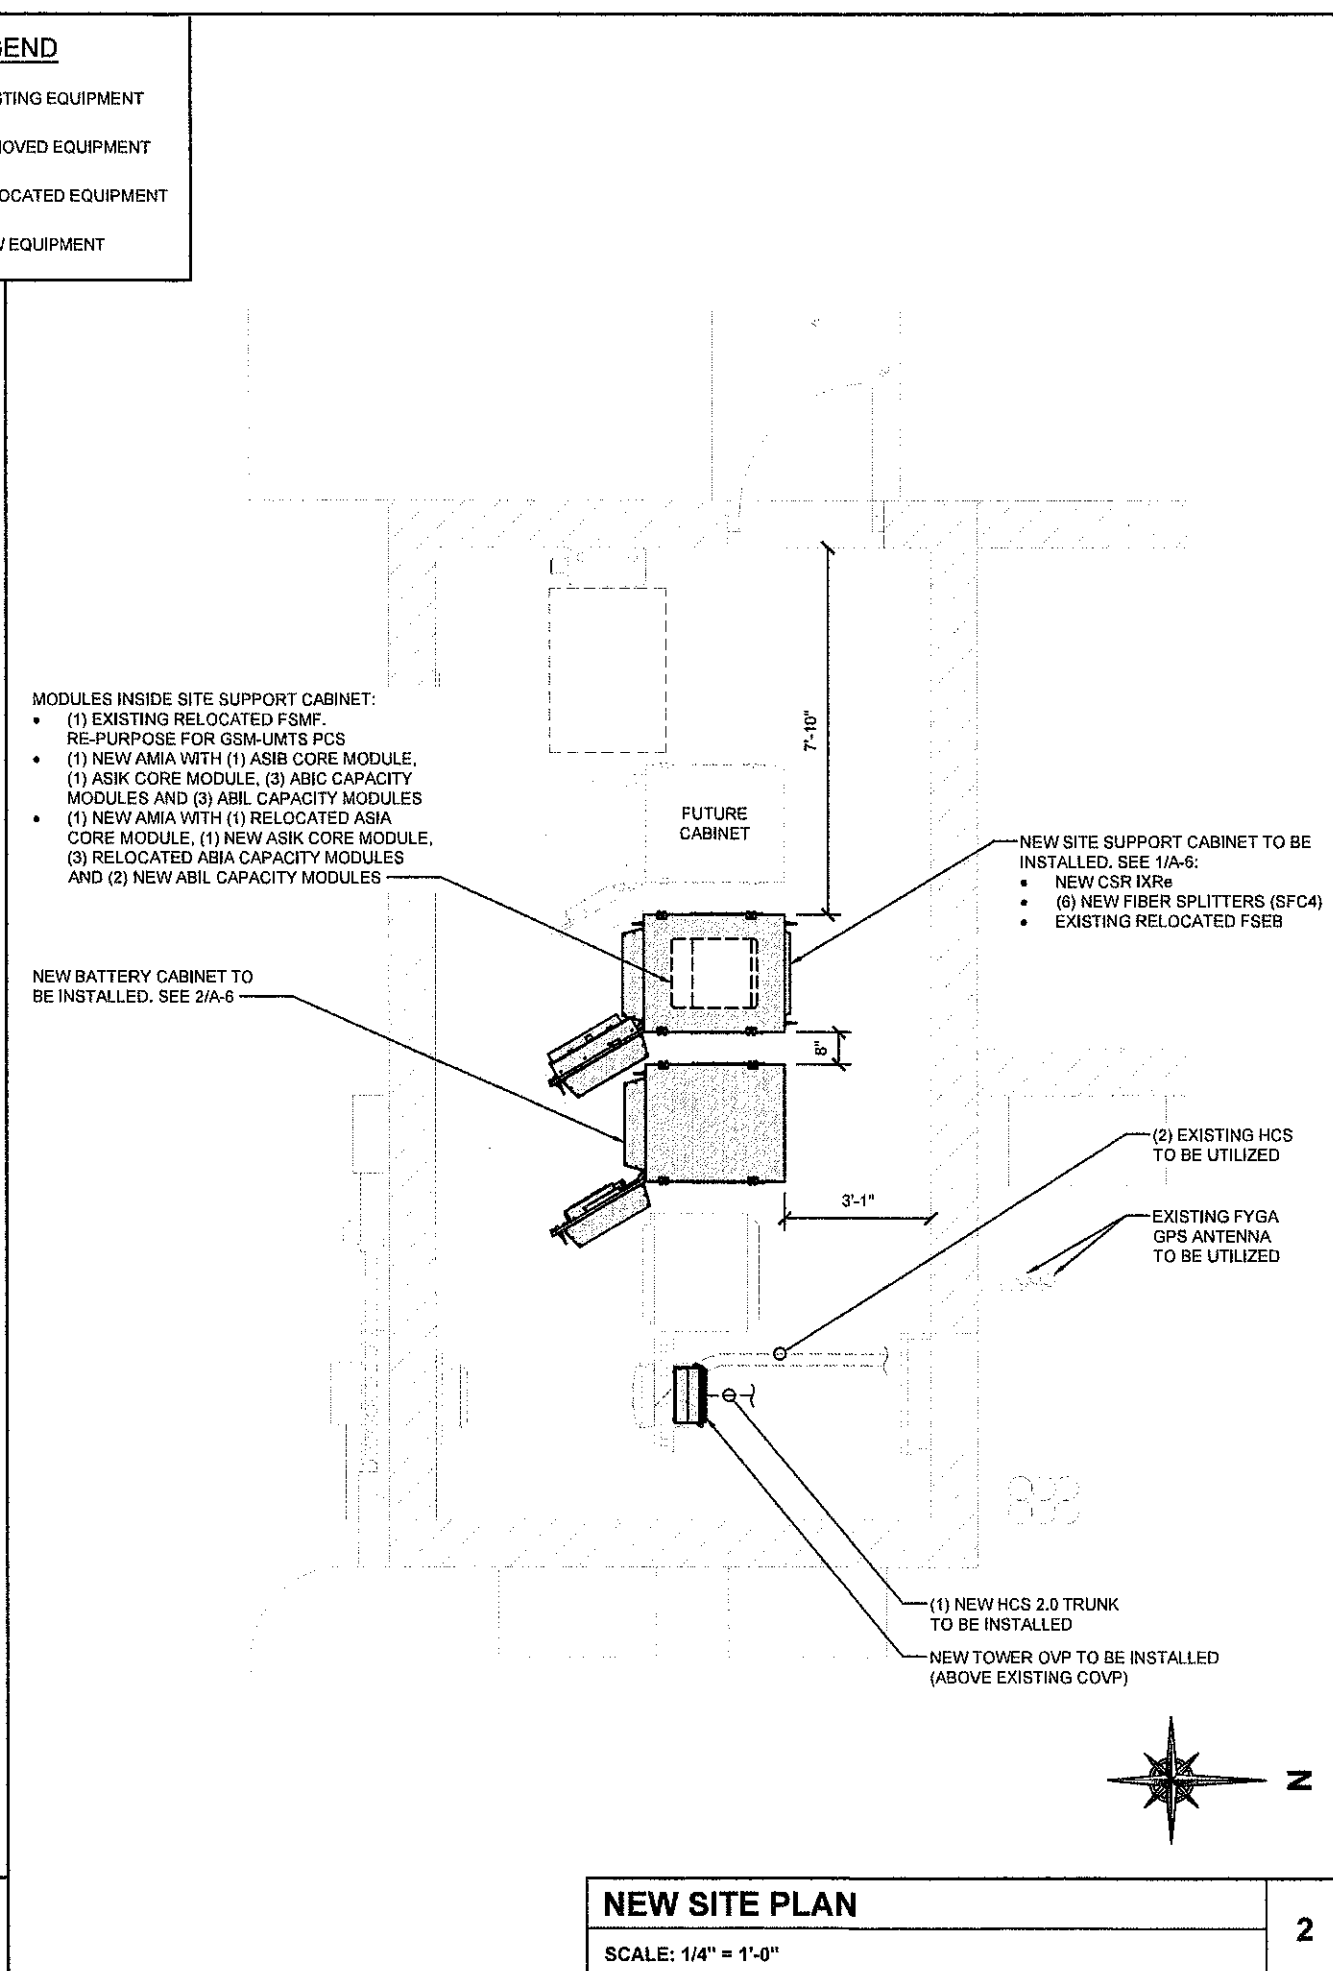 GEND
STING EQUIPMENT
OVED EQUIPMENT
OCATED EQUIPMENT
EQUIPMENT
7'-10"
MODULES INSIDE SITE SUPPORT CABINET:
• (1) EXISTING RELOCATED FSMF.
RE-PURPOSE FOR GSM-UMTS PCS
• (1) NEW AMIA WITH (1) ASIB CORE MODULE,
(1) ASIK CORE MODULE, (3) ABIC CAPACITY
MODULES AND (3) ABIL CAPACITY MODULES
• (1) NEW AMIA WITH (1) RELOCATED ASIA
CORE MODULE, (1) NEW ASIK CORE MODULE,
(3) RELOCATED ABIA CAPACITY MODULES
AND (2) NEW ABIL CAPACITY MODULES
FUTURE
CABINET
NEW SITE SUPPORT CABINET TO BE
INSTALLED. SEE 1/A-6:
• NEW CSR IXRe
• (6) NEW FIBER SPLITTERS (SFC4)
• EXISTING RELOCATED FSEB
NEW BATTERY CABINET TO
BE INSTALLED. SEE 2/A-6
8"
(2) EXISTING HCS
TO BE UTILIZED
3'-1"
EXISTING FYGA
GPS ANTENNA
TO BE UTILIZED
(1) NEW HCS 2.0 TRUNK
TO BE INSTALLED
NEW TOWER OVP TO BE INSTALLED
(ABOVE EXISTING COVP)
N
NEW SITE PLAN
2
SCALE: 1/4" = 1'-0"